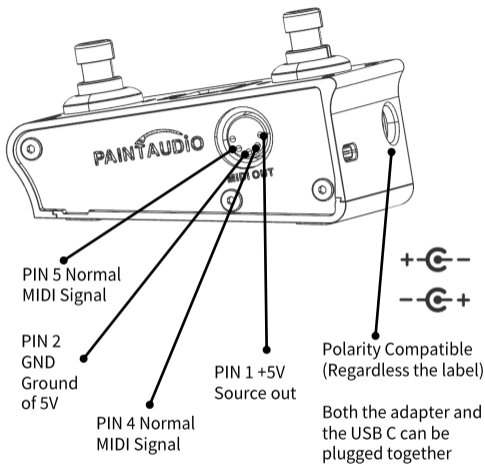 PAINTAUDIO
MIDI OUT
PIN 5 Normal
MIDI Signal
PIN 2
GND
Ground
of 5V
PIN 4 Normal
MIDI Signal
PIN 1 +5V
Source out
+ -
- +
Polarity Compatible
(Regardless the label)
Both the adapter and
the USB C can be
plugged together